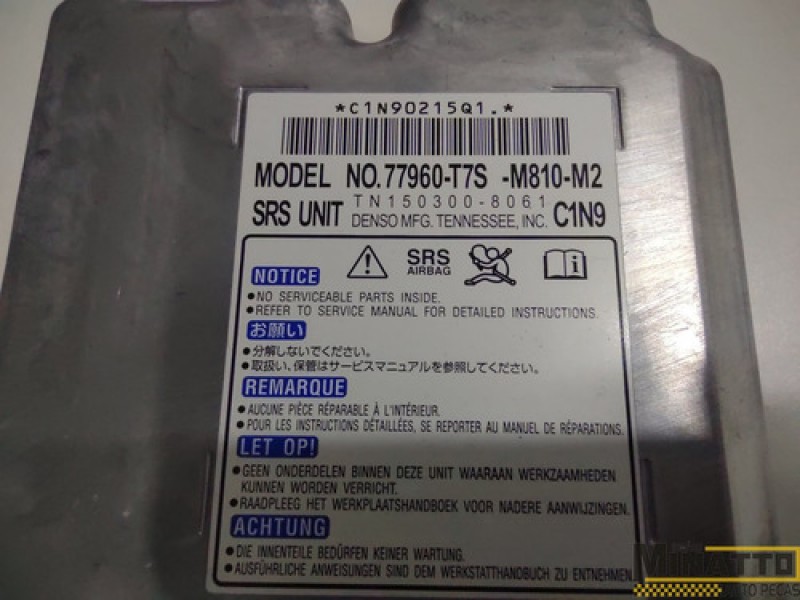 *C1N90215Q1.*
MODEL NO.77960-T7S -M810-M2
TN150300-8061
SRS UNIT DENSO MFG. TENNESSEE, INC. C1N9
SRS
AIRBAG
NOTICE
●NO SERVICEABLE PARTS INSIDE.
●REFER TO SERVICE MANUAL FOR DETAILED INSTRUCTIONS.
お願い
●分解しないでください。
●取扱い、保管はサービスマニュアルを参照してください。
REMARQUE
●AUCUNE PIÈCE RÉPARABLE À L'INTÉRIEUR.
●POUR LES INSTRUCTIONS DÉTAILLÉES, SE REPORTER AU MANUEL DE RÉPARATIONS.
LET OP!
●GEEN ONDERDELEN BINNEN DEZE UNIT WAARAAN WERKZAAMHEDEN
KUNNEN WORDEN VERRICHT.
●RAADPLEEG HET WERKPLAATSHANDBOEK VOOR NADERE AANWIJZINGEN.
ACHTUNG
●DIE INNENTEILE BEDÜRFEN KEINER WARTUNG.
●AUSFÜHRLICHE ANWEISUNGEN SIND DEM WERKSTATTHANDBUCH ZU ENTNEHMEN.
MINATTO
AUTO PECAS